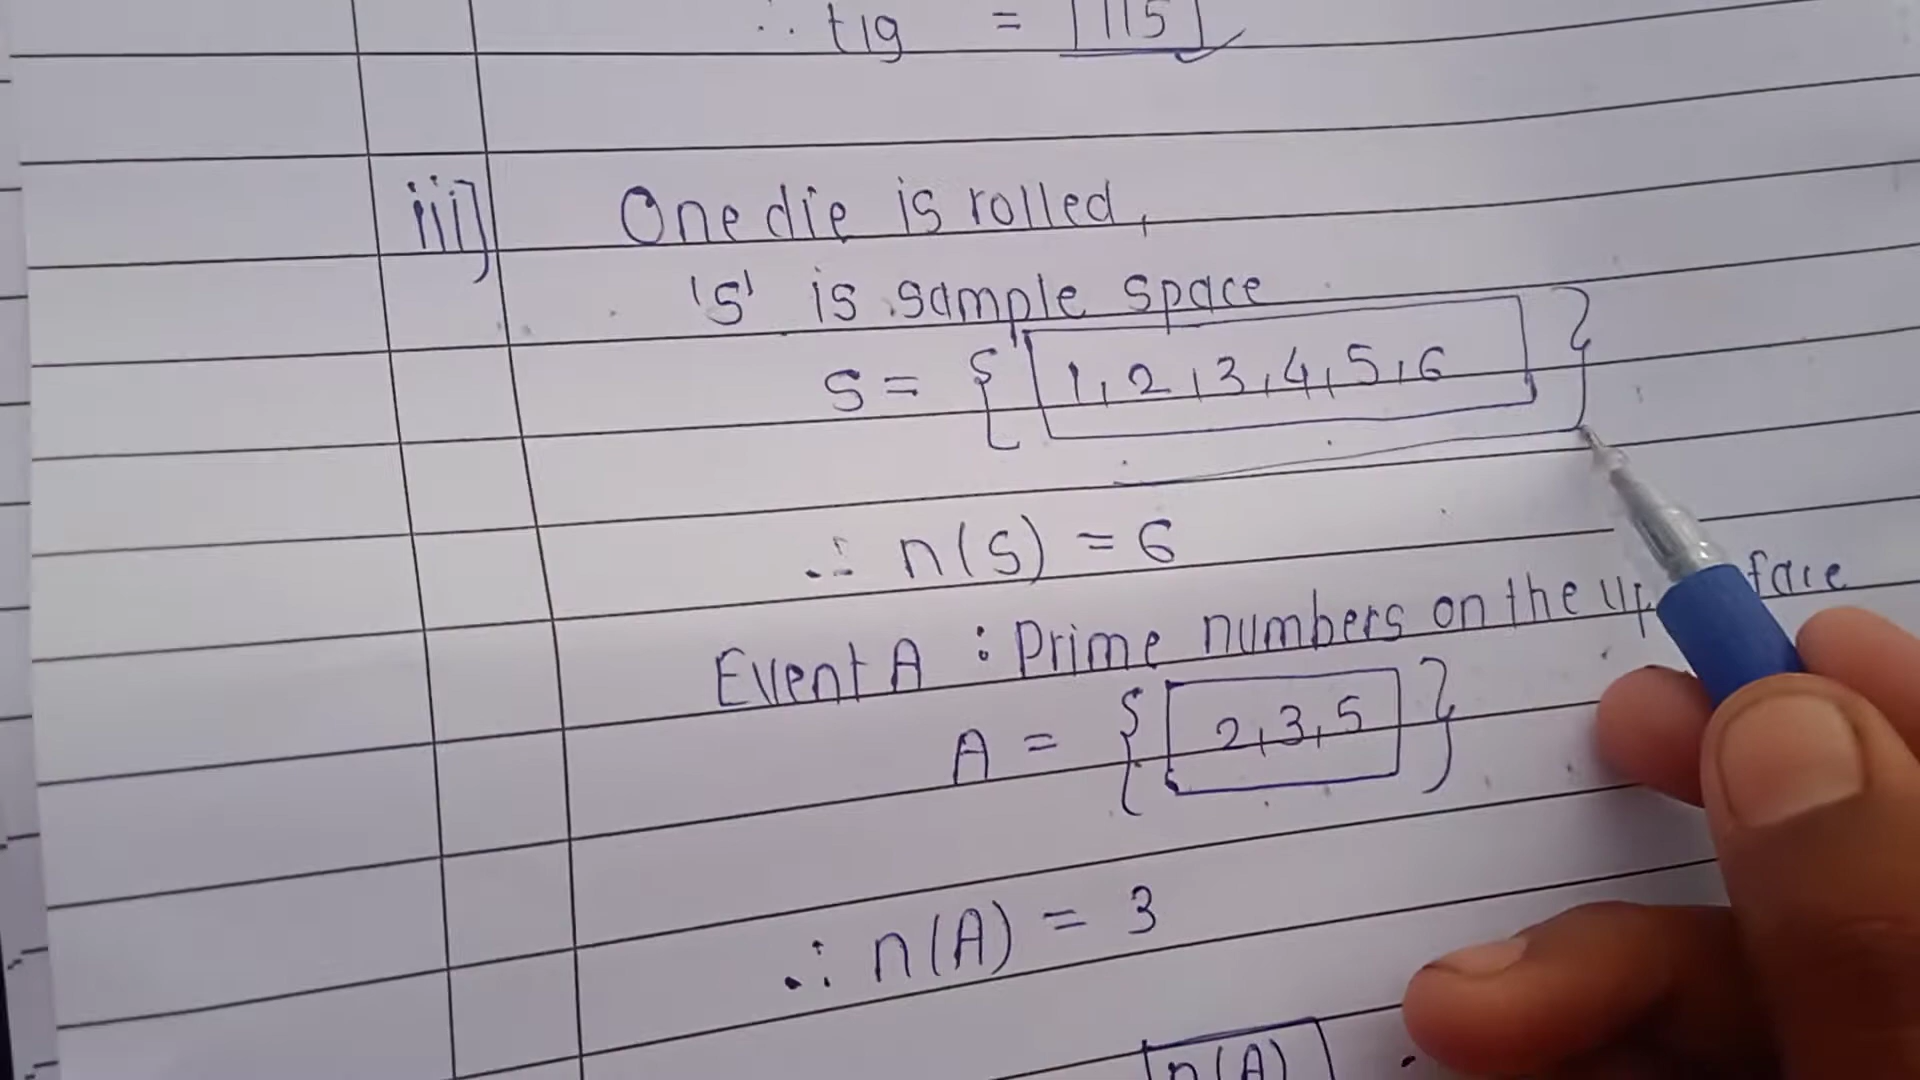 ∴ t19 = 115
iii] One die is rolled,
'S' is sample space
S = { 1, 2, 3, 4, 5, 6 }
∴ n(S) = 6
Event A : Prime numbers on the face
A = { 2, 3, 5 }
∴ n(A) = 3
n(A)